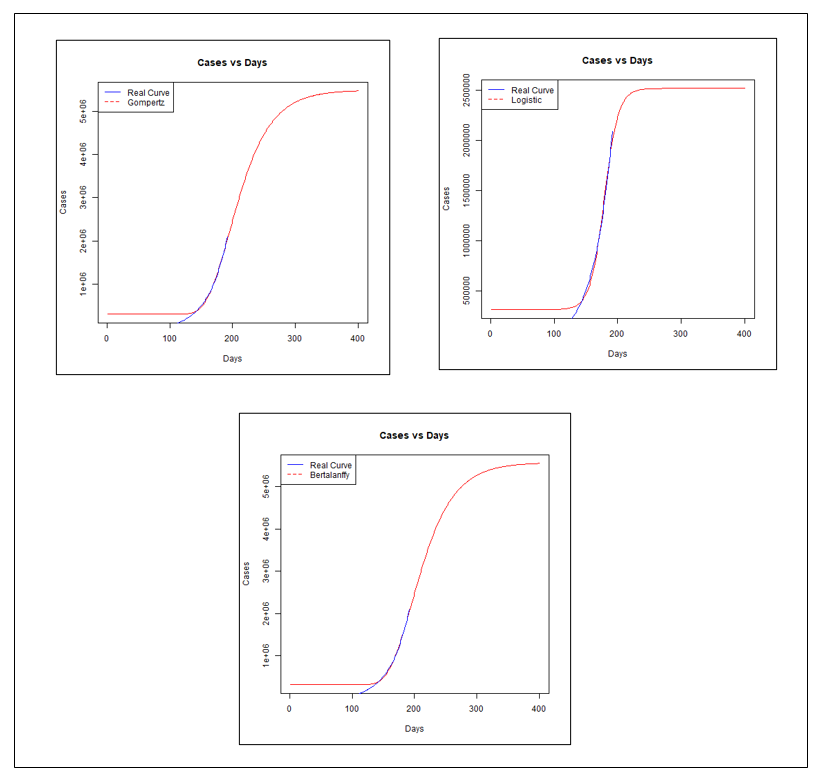 Cases vs Days
Real Curve
Gompertz
5e+06
4e+06
3e+06
2e+06
1e+06
Cases
0 100 200 300 400
Days
Cases vs Days
Real Curve
Logistic
2500000
2000000
1500000
1000000
500000
Cases
0 100 200 300 400
Days
Cases vs Days
Real Curve
Bertalanffy
5e+06
4e+06
3e+06
2e+06
1e+06
Cases
0 100 200 300 400
Days